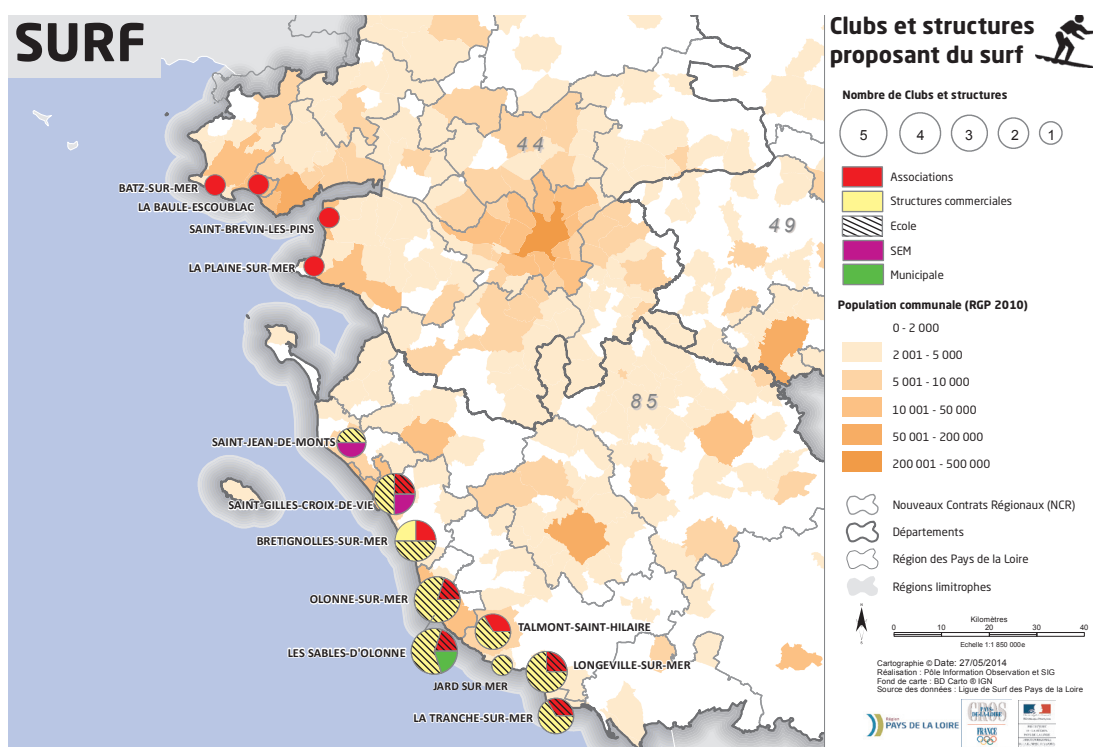 SURF
44
49
85
BATZ-SUR-MER
LA BAULE-ESCOUBLAC
SAINT-BREVIN-LES-PINS
LA PLAINE-SUR-MER
SAINT-JEAN-DE-MONTS
SAINT-GILLES-CROIX-DE-VIE
BRETIGNOLLES-SUR-MER
OLONNE-SUR-MER
TALMONT-SAINT-HILAIRE
LES SABLES-D'OLONNE
LONGEVILLE-SUR-MER
JARD SUR MER
LA TRANCHE-SUR-MER
Clubs et structures
proposant du surf
Nombre de Clubs et structures
5 4 3 2 1
Associations
Structures commerciales
Ecole
SEM
Municipale
Population communale (RGP 2010)
0 - 2 000
2 001 - 5 000
5 001 - 10 000
10 001 - 50 000
50 001 - 200 000
200 001 - 500 000
Nouveaux Contrats Régionaux (NCR)
Départements
Région des Pays de la Loire
Régions limitrophes
Kilomètres
0 10 20 30 40
Echelle 1:1 850 000e
Cartographie © Date: 27/05/2014
Réalisation : Pôle Information Observation et SIG
Fond de carte : BD Carto ® IGN
Source des données : Ligue de Surf des Pays de la Loire
Région
PAYS DE LA LOIRE
PAYS
DE LA LOIRE
CROS
FRANCE